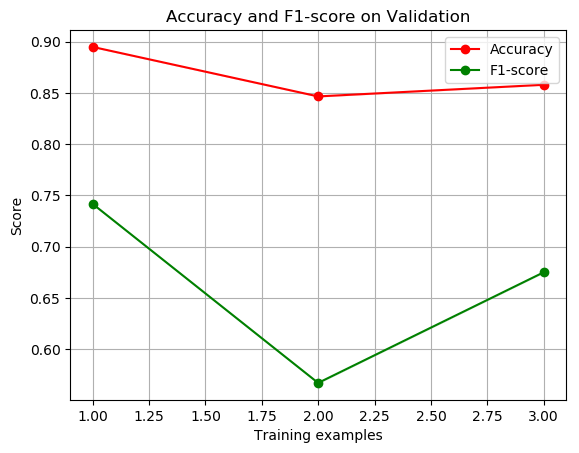 Accuracy and F1-score on Validation
Accuracy
F1-score
Score
0.90
0.85
0.80
0.75
0.70
0.65
0.60
1.00 1.25 1.50 1.75 2.00 2.25 2.50 2.75 3.00
Training examples